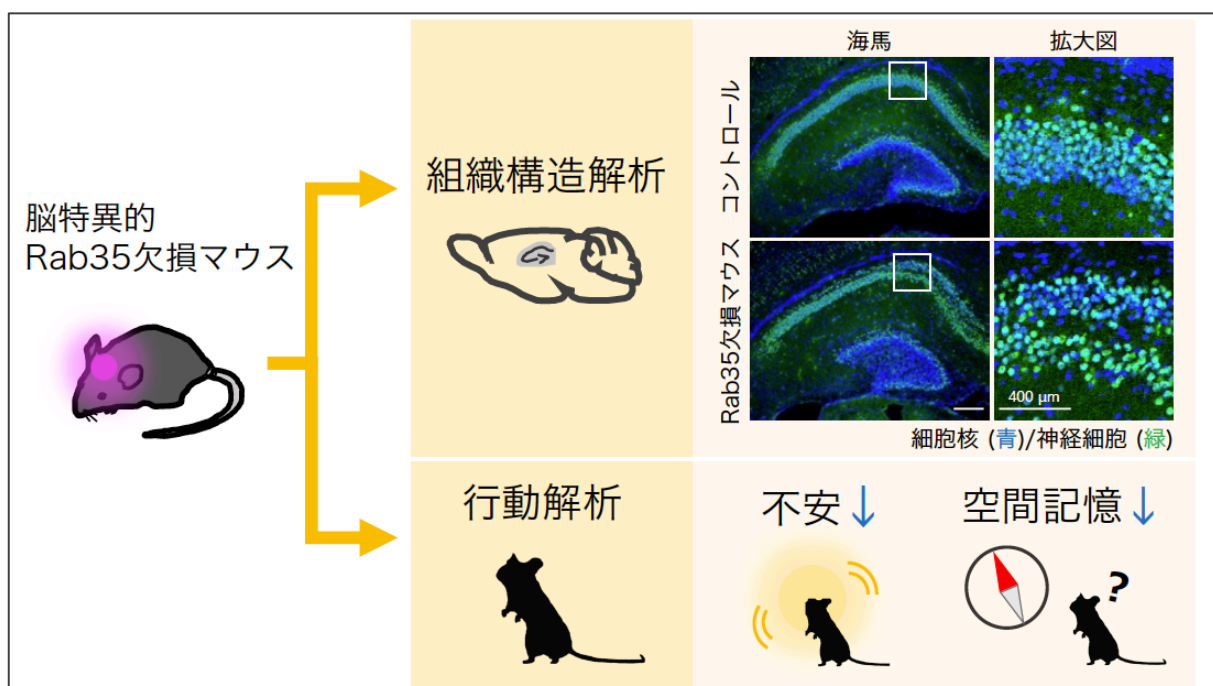 脳特異的
Rab35欠損マウス
組織構造解析
海馬
拡大図
コントロール
Rab35欠損マウス
400 µm
細胞核 (青)/神経細胞 (緑)
行動解析
不安↓
空間記憶↓
?